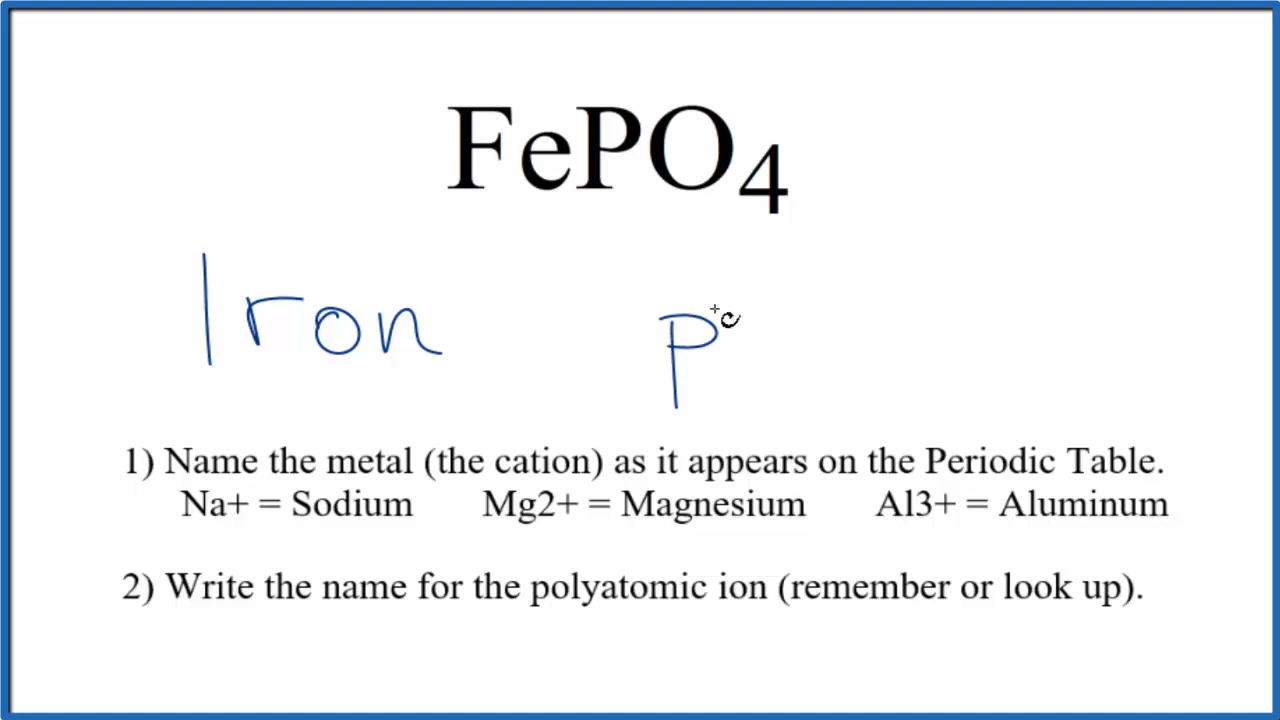 FePO₄
Iron P
1) Name the metal (the cation) as it appears on the Periodic Table.
Na+ = Sodium Mg2+ = Magnesium Al3+ = Aluminum
2) Write the name for the polyatomic ion (remember or look up).